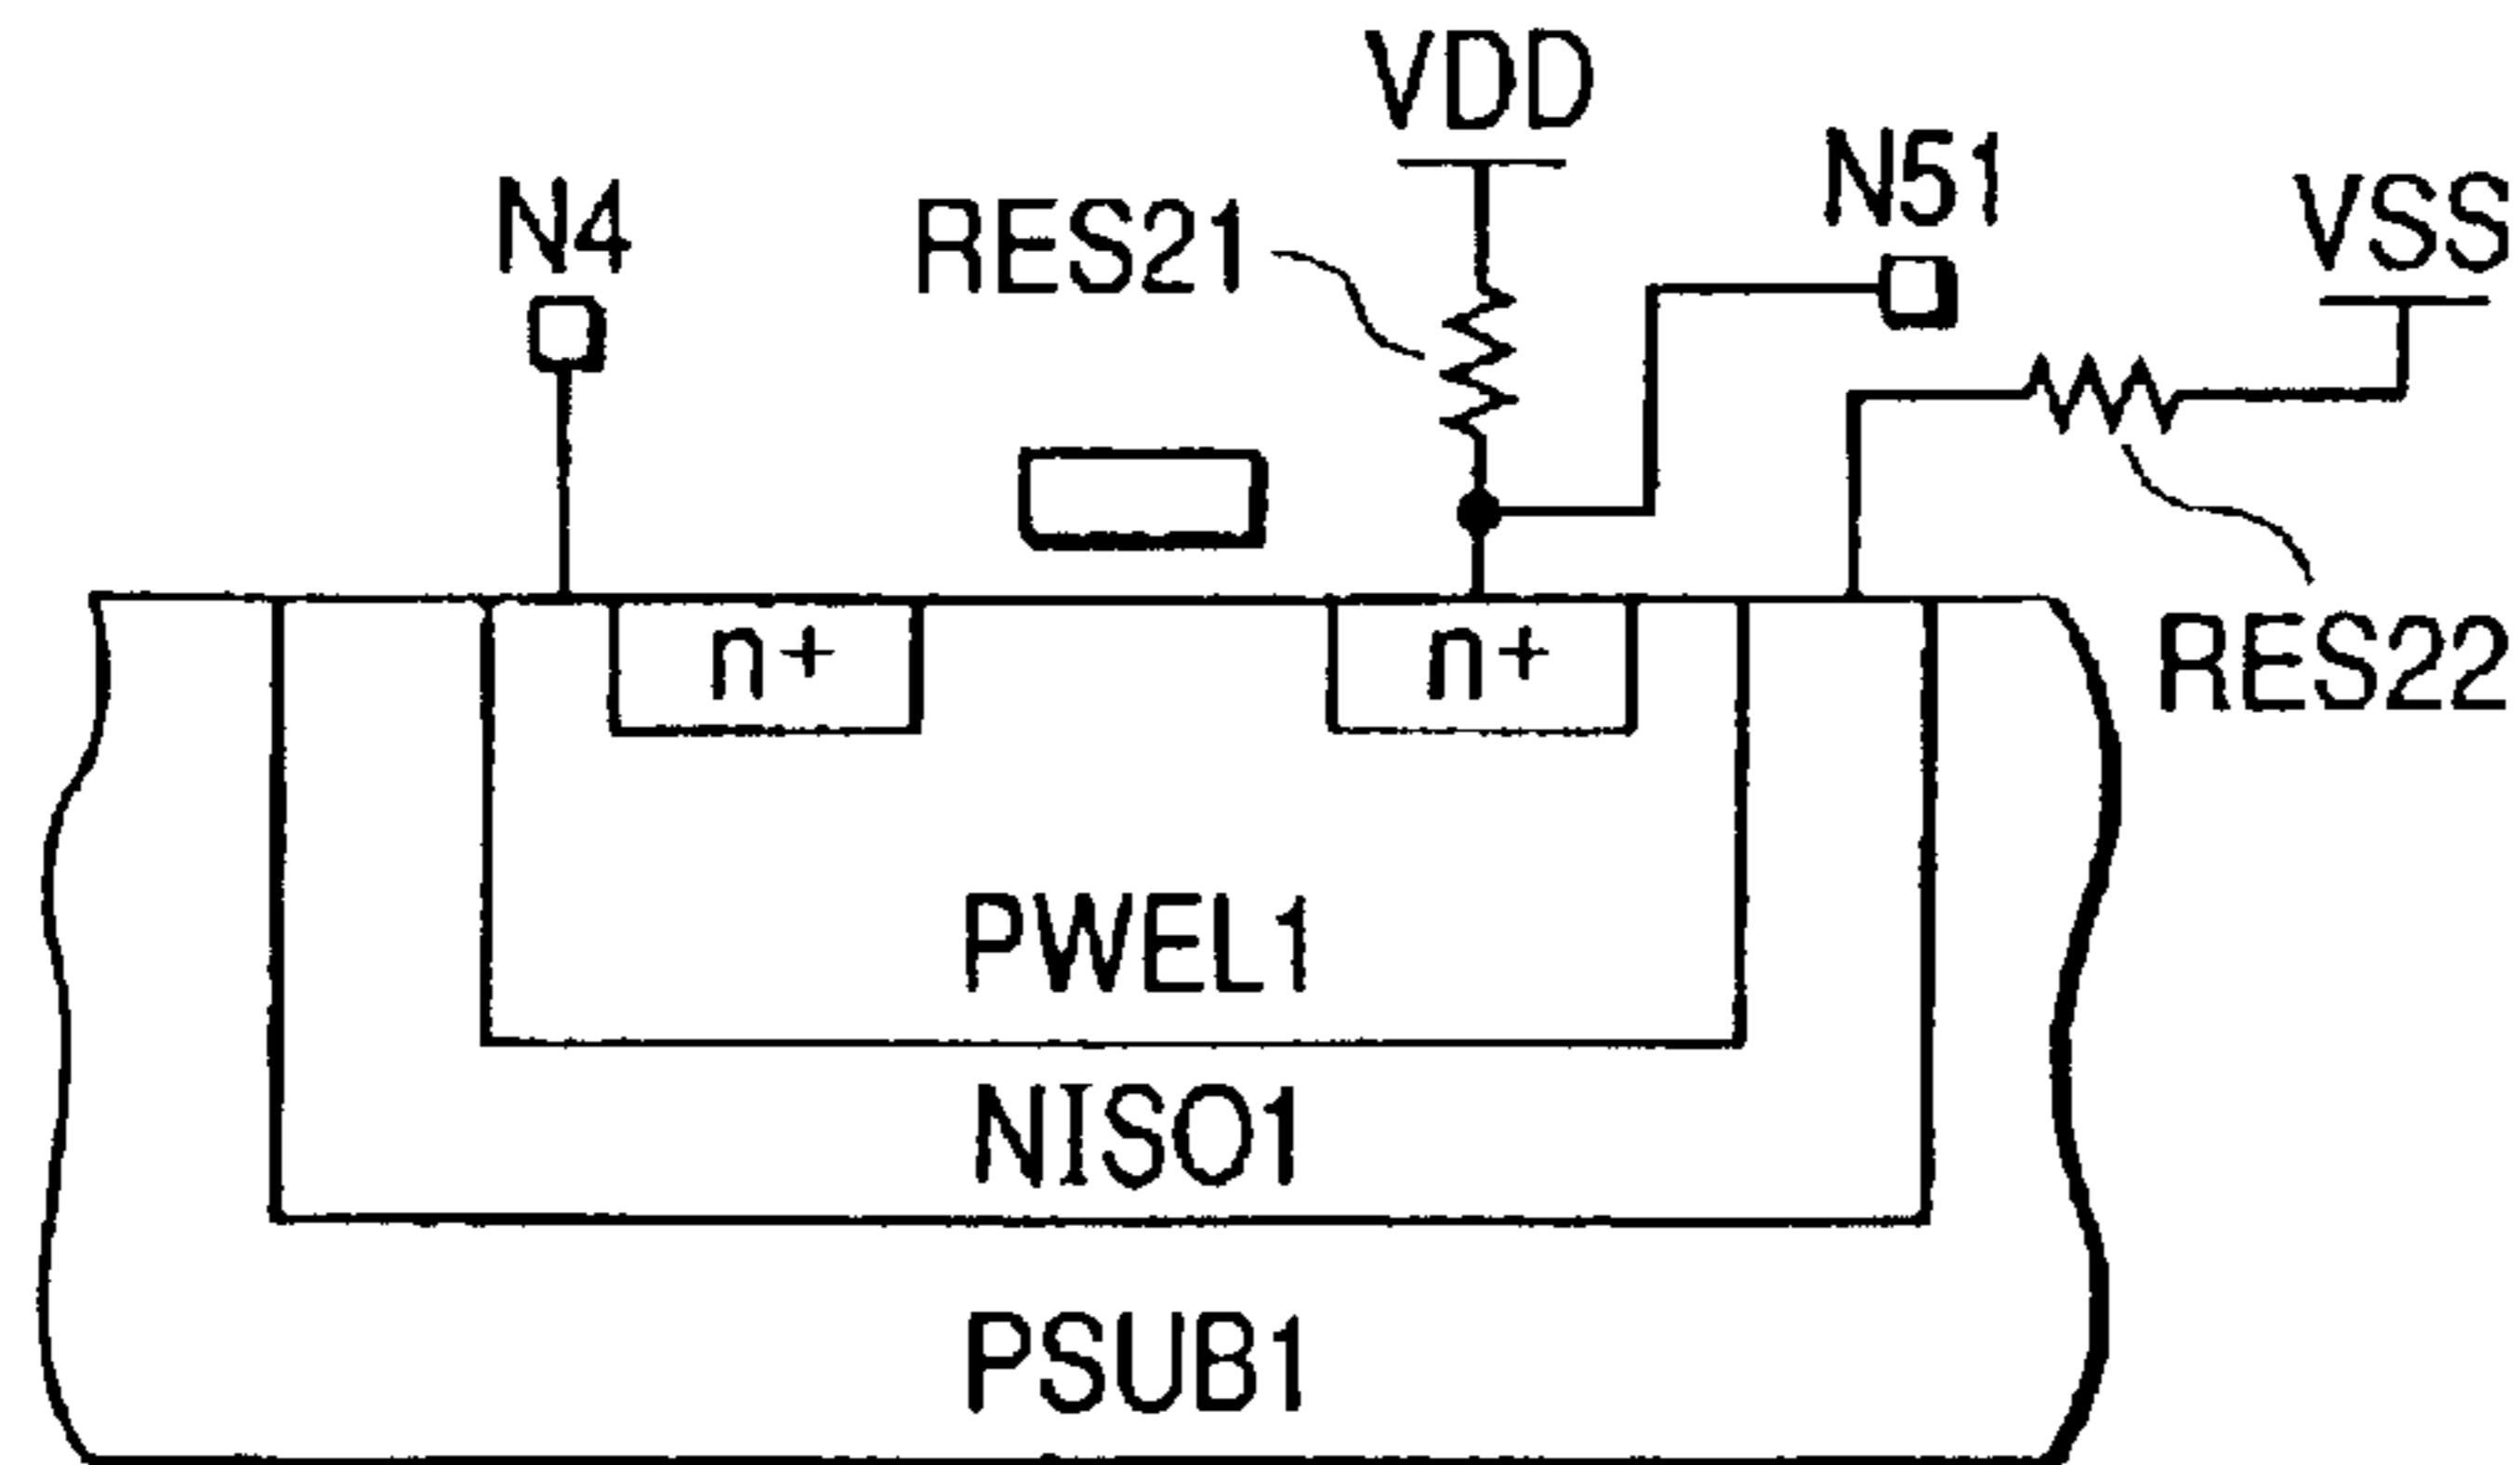 VDD
N51
N4
RES21
VSS
n+
n+
RES22
PWEL1
NISO1
PSUB1